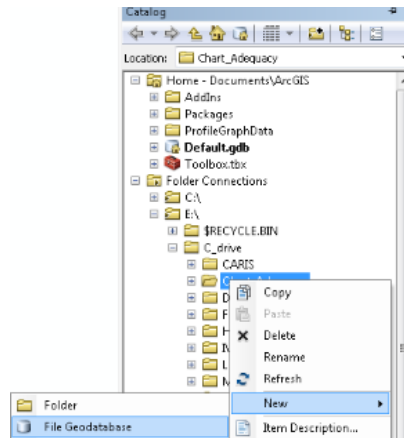 Catalog
Location: Chart_Adequacy
Home - Documents\ArcGIS
AddIns
Packages
ProfileGraphData
Default.gdb
Toolbox.tbx
Folder Connections
C:\
E:\
$RECYCLE.BIN
C_drive
CARIS
D
F
H
L
M
Copy
Paste
Delete
Rename
Refresh
New
Item Description...
Folder
File Geodatabase